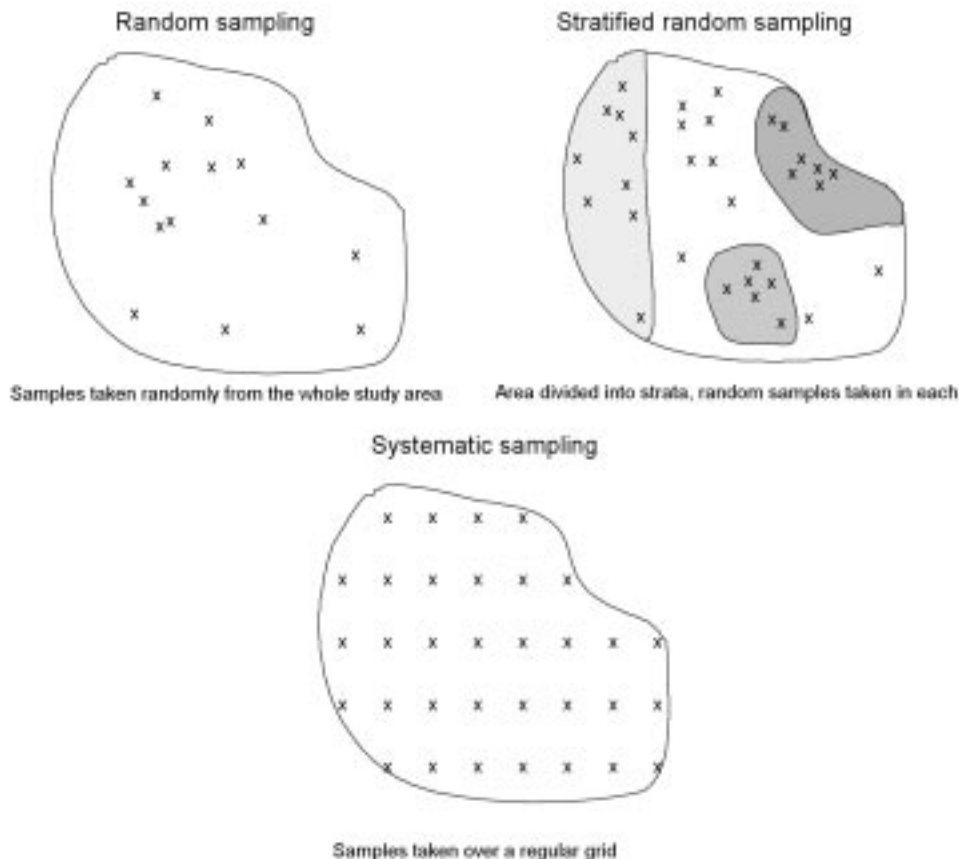 Random sampling
Stratified random sampling
Samples taken randomly from the whole study area
Area divided into strata, random samples taken in each
Systematic sampling
Samples taken over a regular grid